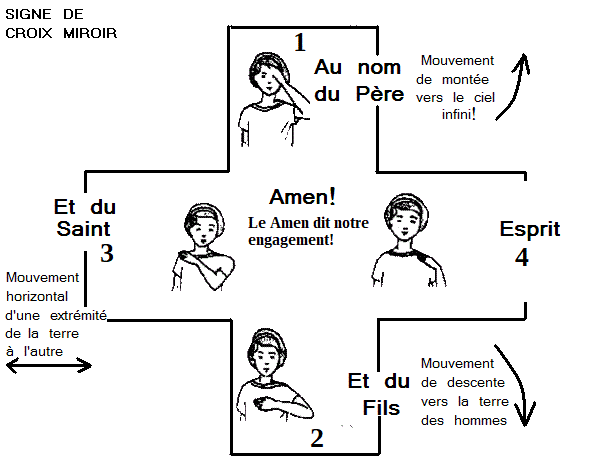 SIGNE DE
CROIX MIROIR
1
Au nom
du Père
Mouvement
de montée
vers le ciel
infini!
Et du
Saint
3
Amen!
Le Amen dit notre
engagement!
Esprit
4
Mouvement
horizontal
d'une extrémité
de la terre
à l'autre
Et du
Fils
2
Mouvement
de descente
vers la terre
des hommes